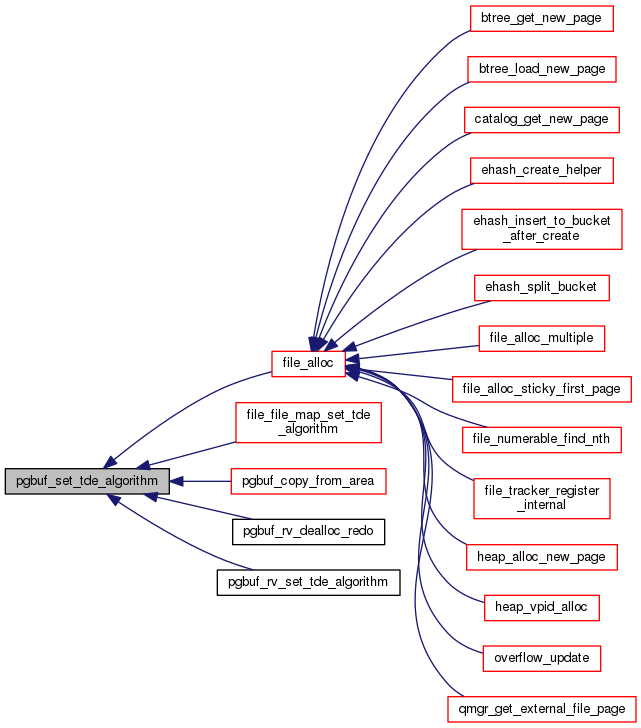 btree_get_new_page
btree_load_new_page
catalog_get_new_page
ehash_create_helper
ehash_insert_to_bucket
_after_create
ehash_split_bucket
file_alloc
file_alloc_multiple
file_alloc_sticky_first_page
file_file_map_set_tde
_algorithm
file_numerable_find_nth
pgbuf_set_tde_algorithm
pgbuf_copy_from_area
file_tracker_register
_internal
pgbuf_rv_dealloc_redo
heap_alloc_new_page
pgbuf_rv_set_tde_algorithm
heap_vpid_alloc
overflow_update
qmgr_get_external_file_page